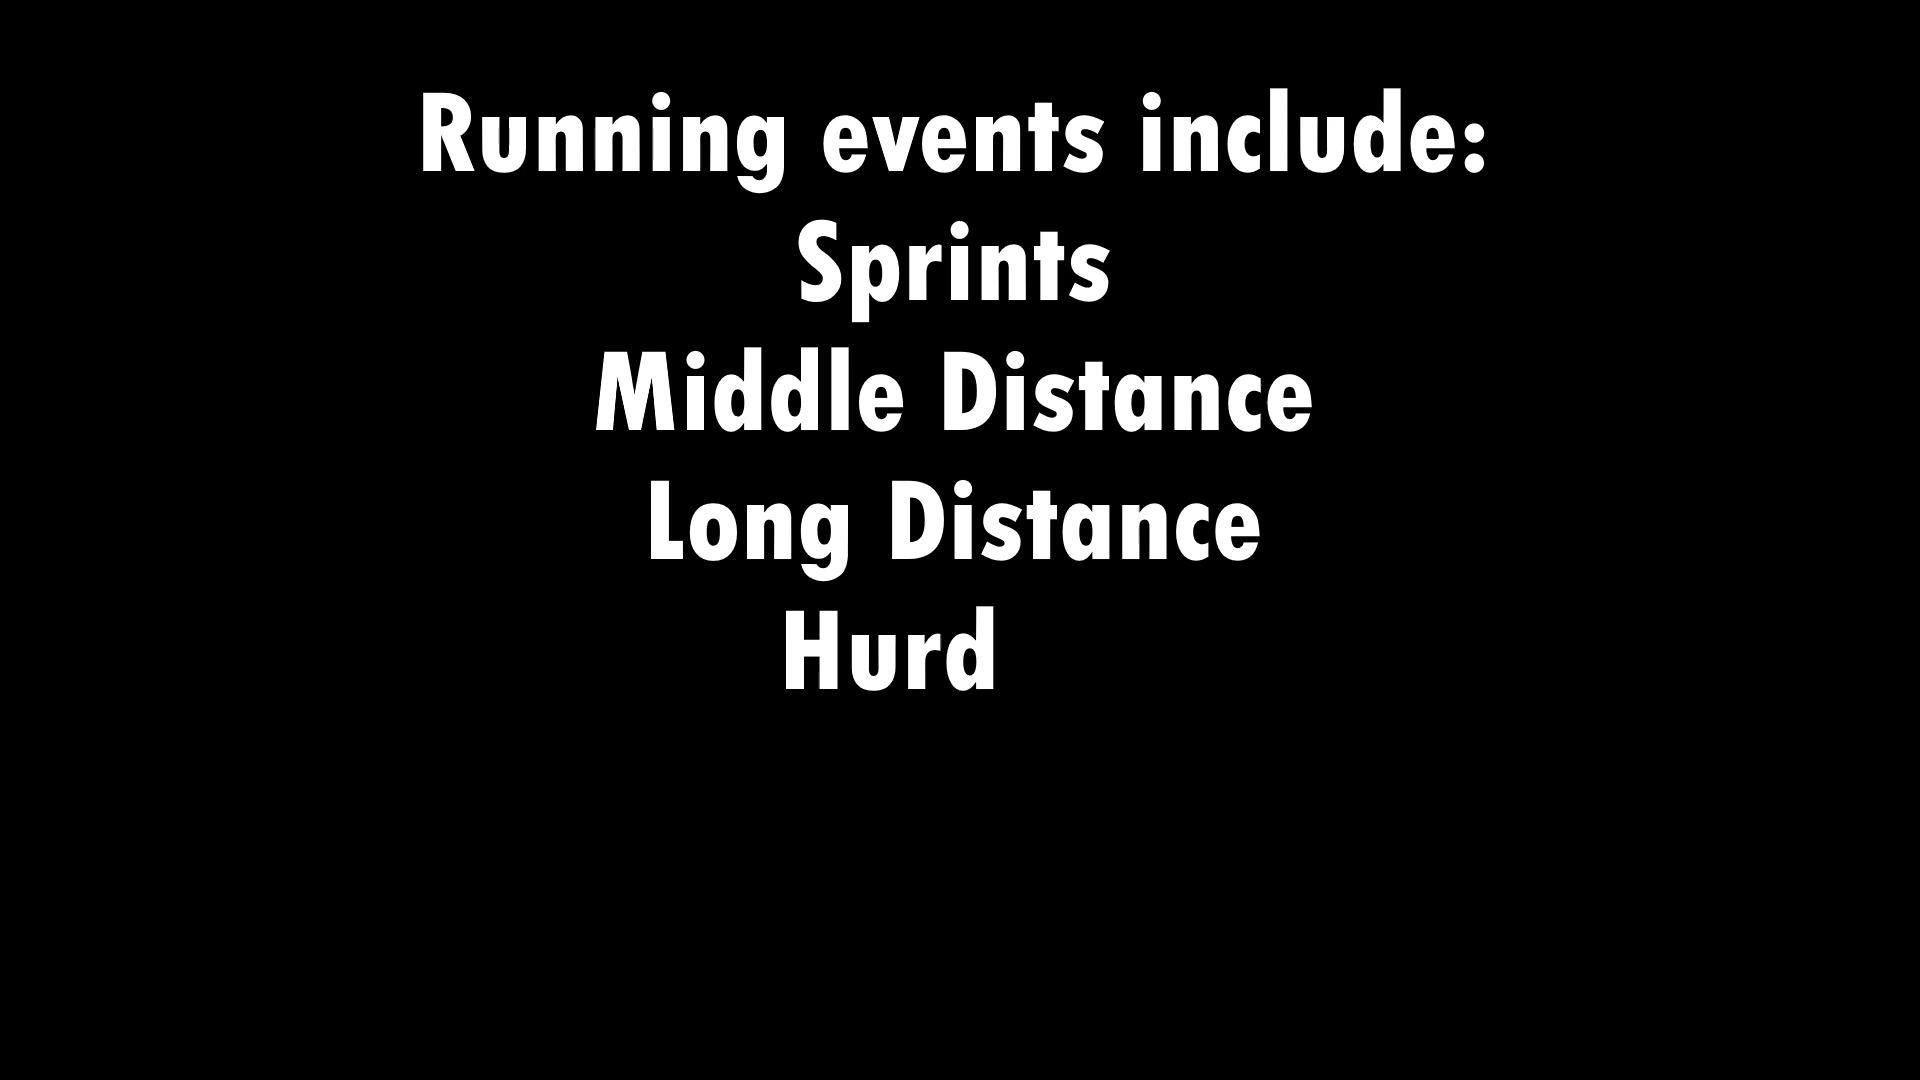 Running events include:
Sprints
Middle Distance
Long Distance
Hurd